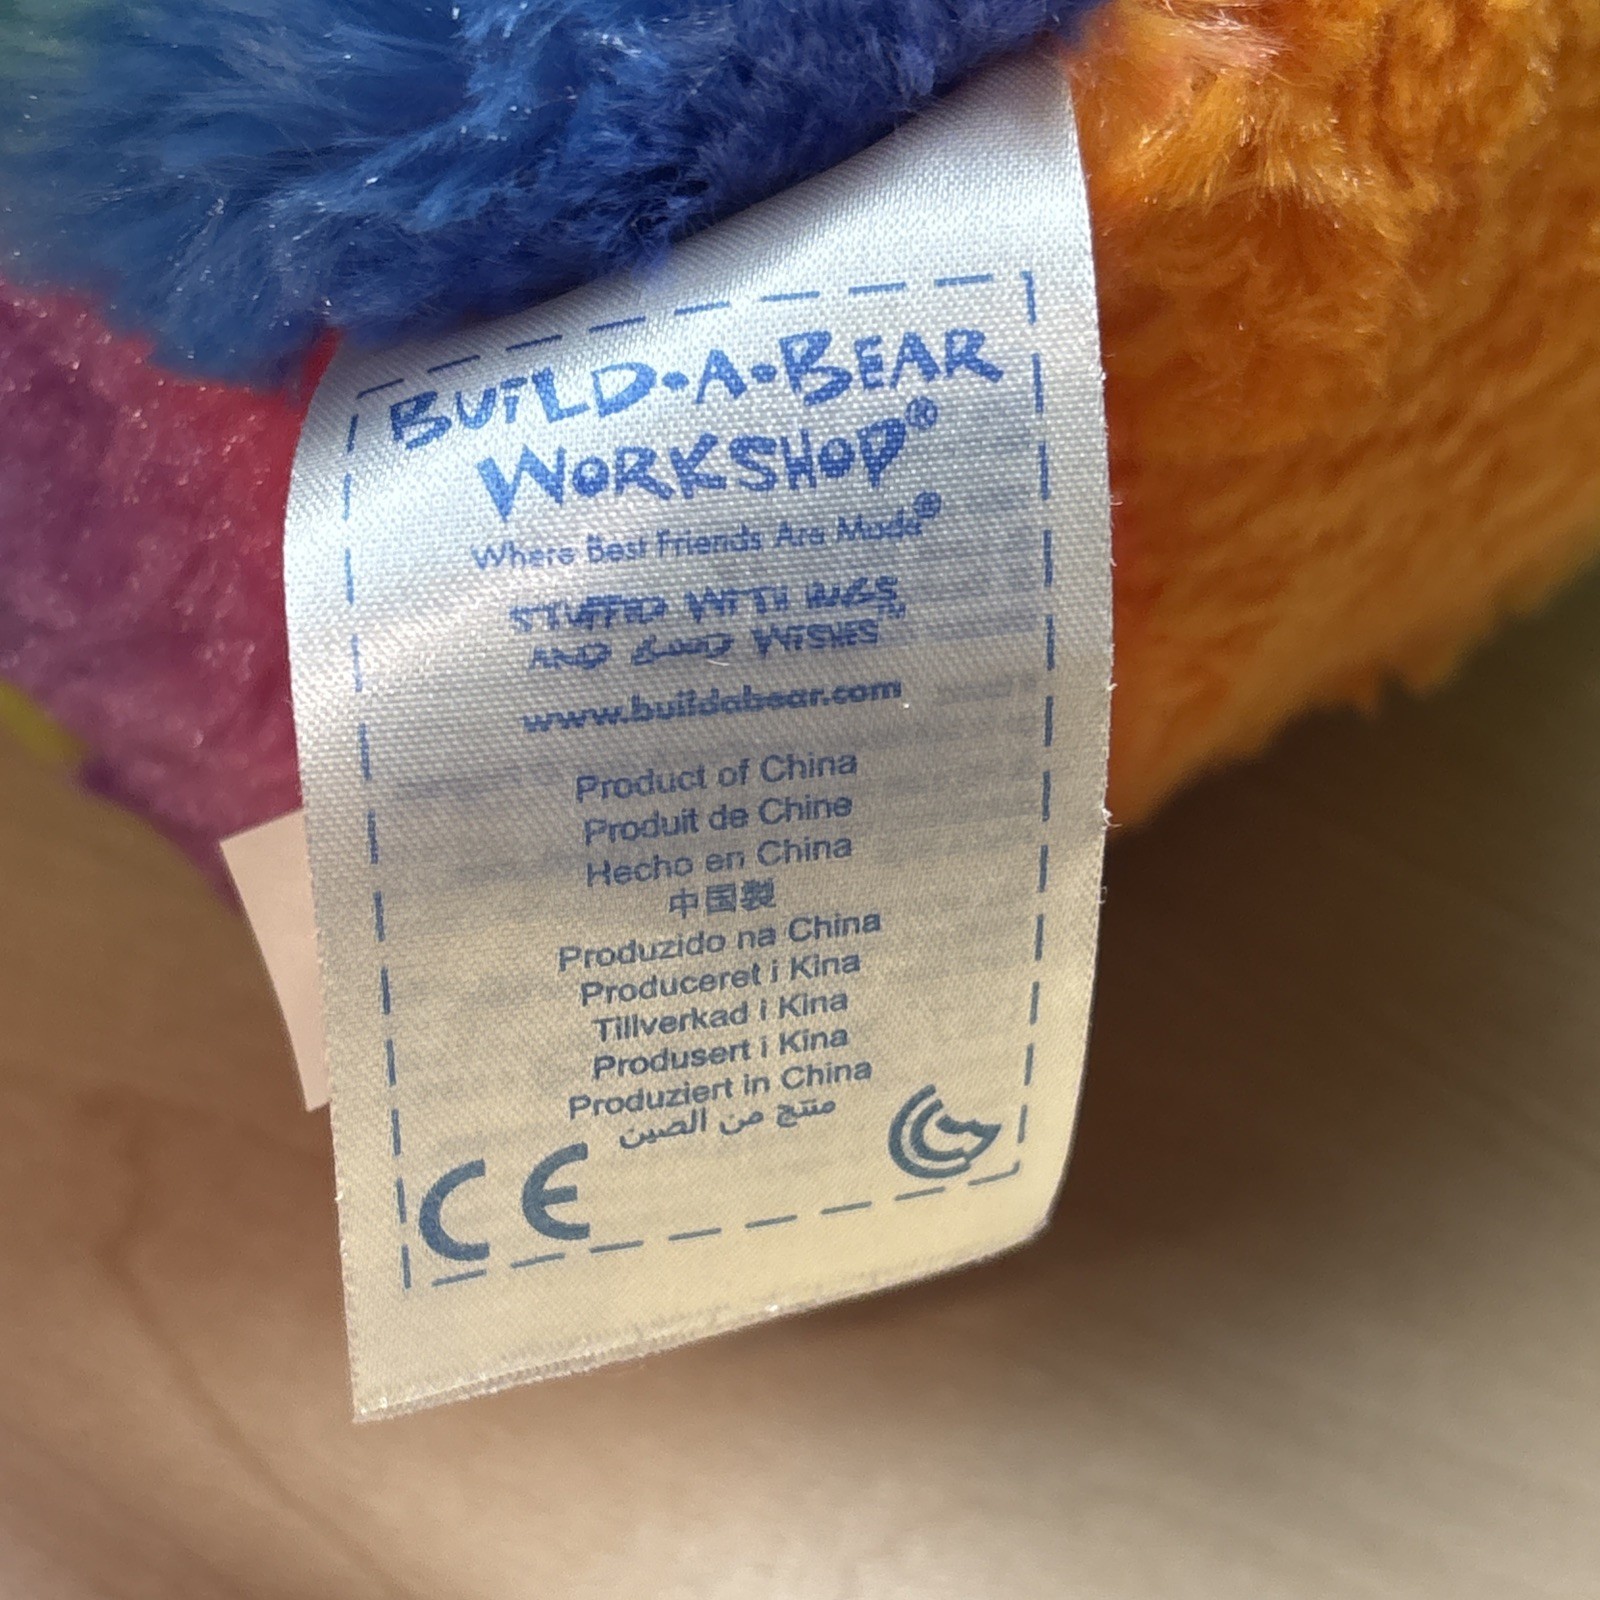 BUILD-A-BEAR
WORKSHOP®
Where Best Friends Are Made®
STUFFED WITH HUGS
AND GOOD WISHES™
www.buildabear.com
Product of China
Produit de Chine
Hecho en China
中国製
Produzido na China
Produceret i Kina
Tillverkad i Kina
Produsert i Kina
Produziert in China
منتج من الصين
CE